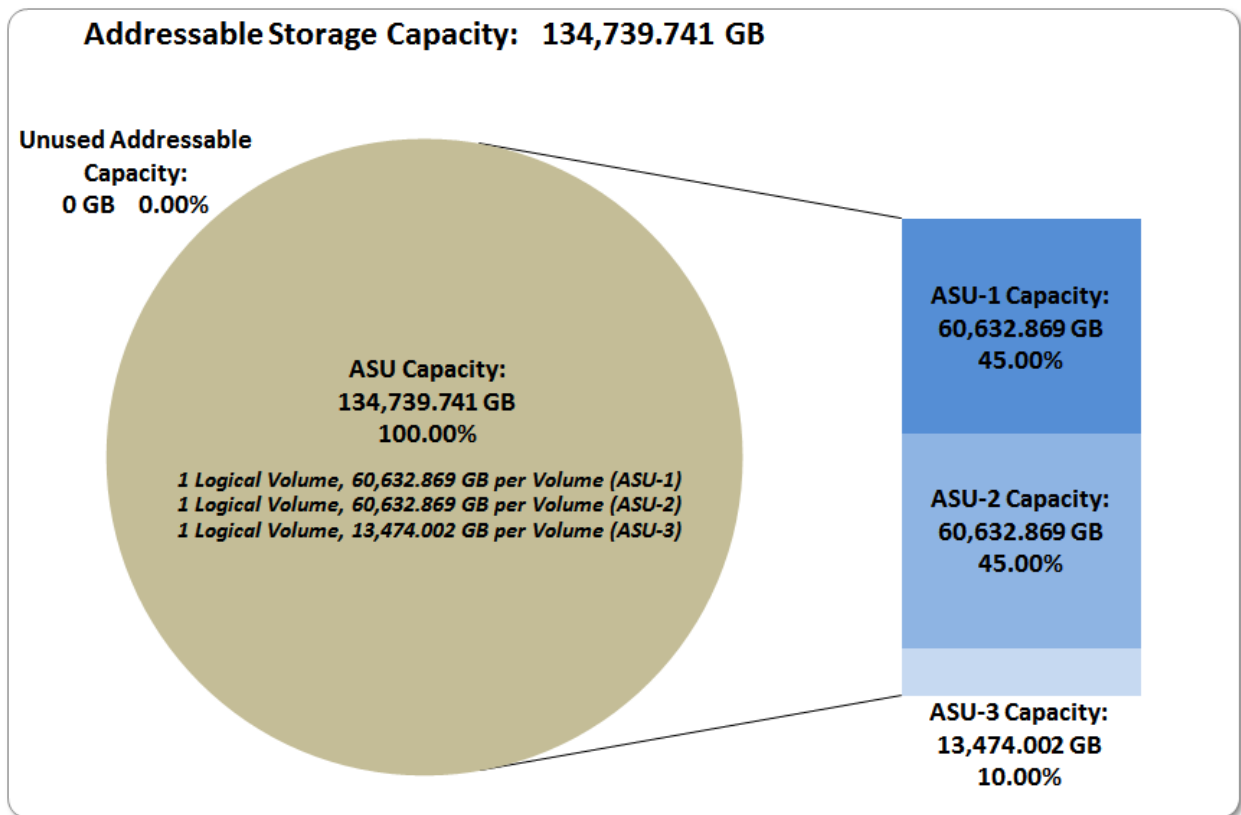 Addressable Storage Capacity: 134,739.741 GB
Unused Addressable
Capacity:
0 GB 0.00%
ASU Capacity:
134,739.741 GB
100.00%
1 Logical Volume, 60,632.869 GB per Volume (ASU-1)
1 Logical Volume, 60,632.869 GB per Volume (ASU-2)
1 Logical Volume, 13,474.002 GB per Volume (ASU-3)
ASU-1 Capacity:
60,632.869 GB
45.00%
ASU-2 Capacity:
60,632.869 GB
45.00%
ASU-3 Capacity:
13,474.002 GB
10.00%